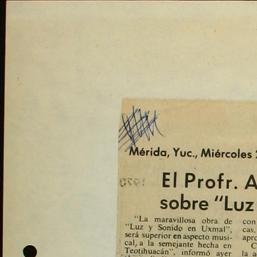 Mérida, Yuc., Miércoles 2
El Profr. A
sobre "Luz
"La maravillosa obra de
"Luz y Sonido en Uxmal",
será superior en aspecto musi-
cal, a la semejante hecha en
Teotihuacán", informó ayer
con
cas,
apro
C